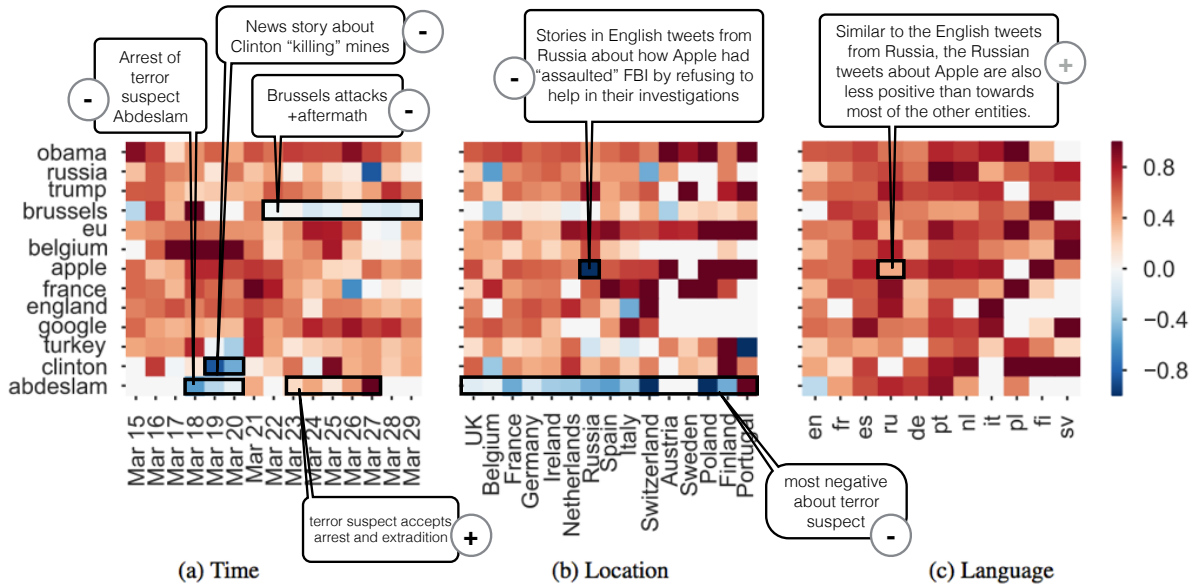 News story about
Clinton “killing” mines
-
Arrest of
terror
suspect
Abdeslam
-
Brussels attacks
+aftermath
-
Stories in English tweets from
Russia about how Apple had
“assaulted” FBI by refusing to
help in their investigations
-
Similar to the English tweets
from Russia, the Russian
tweets about Apple are also
less positive than towards
most of the other entities.
+
obama
russia
trump
brussels
eu
belgium
apple
france
england
google
turkey
clinton
abdeslam
0.8
0.4
0.0
−0.4
−0.8
Mar 15
Mar 16
Mar 17
Mar 18
Mar 19
Mar 20
Mar 21
Mar 22
Mar 23
Mar 24
Mar 25
Mar 26
Mar 27
Mar 28
Mar 29
UK
Belgium
France
Germany
Ireland
Netherlands
Russia
Spain
Italy
Switzerland
Austria
Sweden
Poland
Finland
Portugal
en
fr
es
ru
de
pt
nl
it
pl
fi
sv
terror suspect accepts
arrest and extradition
+
most negative
about terror
suspect
-
(a) Time
(b) Location
(c) Language